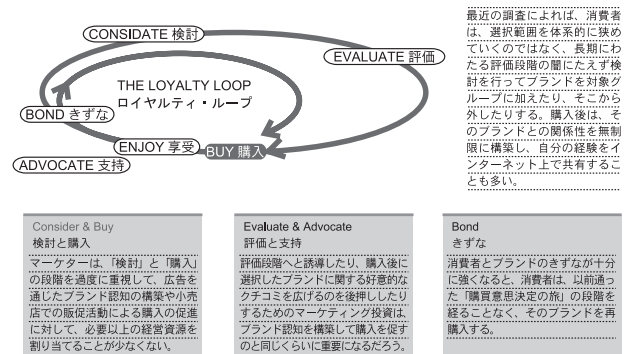 CONSIDATE 検討
EVALUATE 評価
THE LOYALTY LOOP
ロイヤルティ・ループ
BOND きずな
ENJOY 享受
BUY 購入
ADVOCATE 支持
最近の調査によれば、消費者
は、選択範囲を体系的に狭め
ていくのではなく、長期にわ
たる評価段階の闇にたえず検
討を行ってブランドを対象グ
ループに加えたり、そこから
外したりする。購入後は、そ
のブランドとの関係性を無制
限に構築し、自分の経験をイ
ンターネット上で共有するこ
とも多い。
Consider & Buy
検討と購入
マーケターは、「検討」と「購入」
の段階を過度に重視して、広告を
通じたブランド認知の構築や小売
店での販促活動による購入の促進
に対して、必要以上の経営資源を
割り当てることが少なくない。
Evaluate & Advocate
評価と支持
評価段階へと誘導したり、購入後に
選択したブランドに関する好意的な
クチコミを広げるのを後押ししたり
するためのマーケティング投資は、
ブランド認知を構築して購入を促す
のと同じくらいに重要になるだろう。
Bond
きずな
消費者とブランドのきずなが十分
に強くなると、消費者は、以前通っ
た「購買意思決定の旅」の段階を
経ることなく、そのブランドを再
購入する。